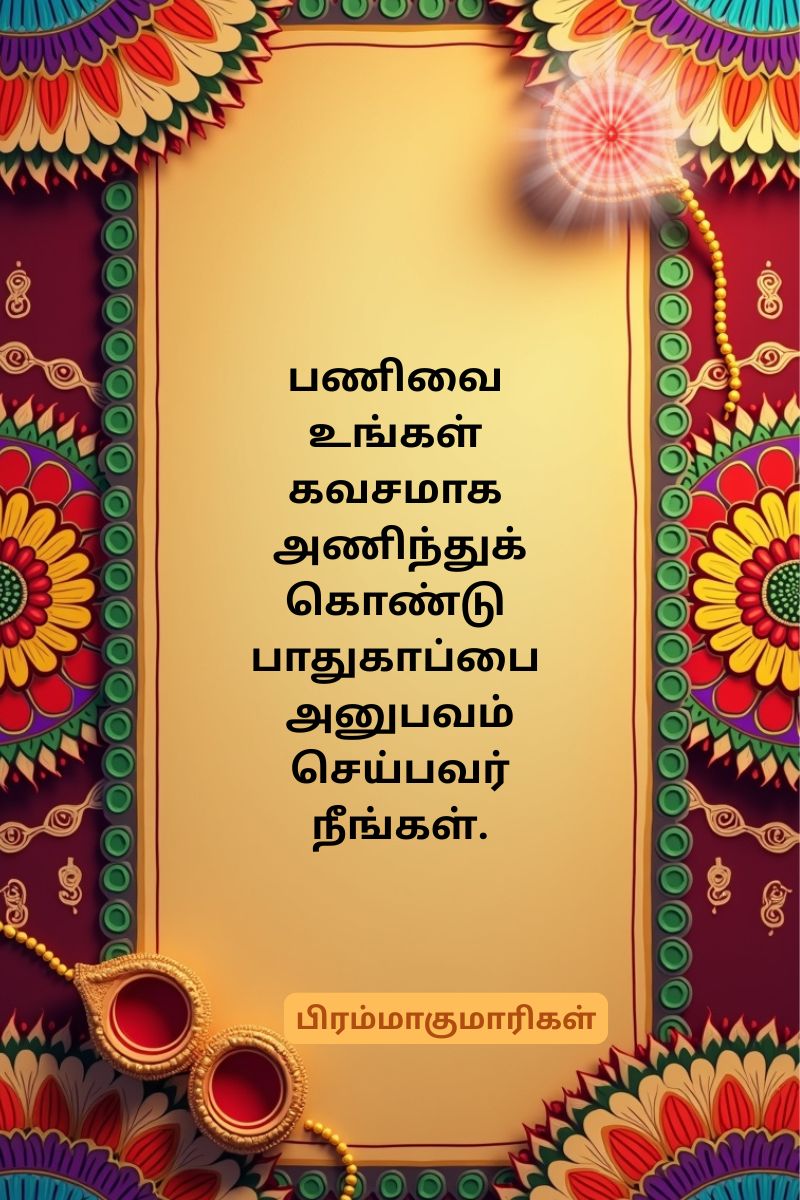 பணிவை
உங்கள்
கவசமாக
அணிந்துக்
கொண்டு
பாதுகாப்பை
அனுபவம்
செய்பவர்
நீங்கள்.
பிரம்மாகுமாரிகள்